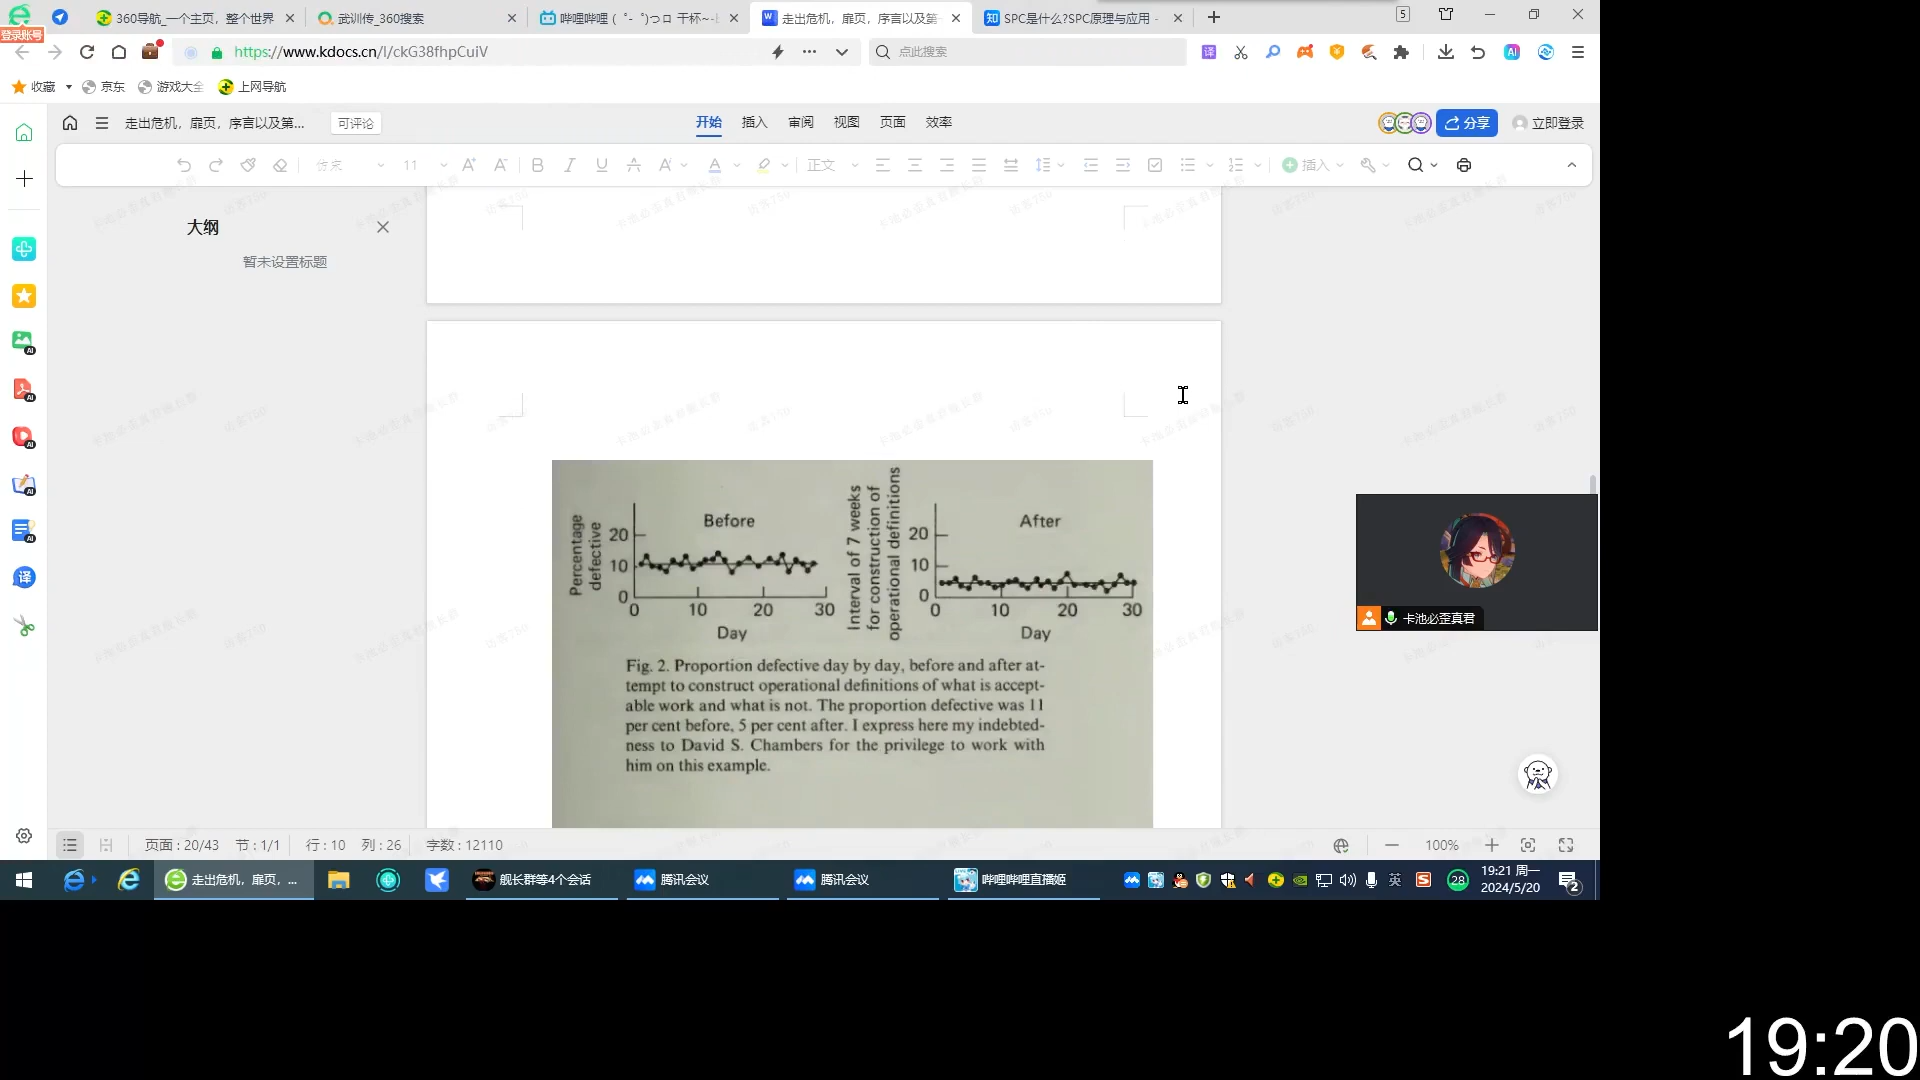 360导航_一个主页，整个世界
武训传_360搜索
哔哩哔哩 (゜-゜)つロ 干杯~-
走出危机，扉页，序言以及第一
SPC是什么?SPC原理与应用 -
5
登录账号
https://www.kdocs.cn/l/ckG38fhpCuiV
点此搜索
收藏
京东
游戏大全
上网导航
走出危机，扉页，序言以及第...
可评论
开始
插入
审阅
视图
页面
效率
分享
立即登录
11
正文
插入
大纲
暂未设置标题
Percentage
defective
Before
20
10
0
0 10 20 30
Day
Interval of 7 weeks
for construction of
operational definitions
After
20
10
0
0 10 20 30
Day
Fig. 2. Proportion defective day by day, before and after at-
tempt to construct operational definitions of what is accept-
able work and what is not. The proportion defective was 11
per cent before, 5 per cent after. I express here my indebted-
ness to David S. Chambers for the privilege to work with
him on this example.
卡池必歪真君
页面：20/43
节：1/1
行：10
列：26
字数：12110
100%
走出危机，扉页，...
舰长群等4个会话
腾讯会议
腾讯会议
哔哩哔哩直播姬
英
28
19:21 周一
2024/5/20
2
19:20